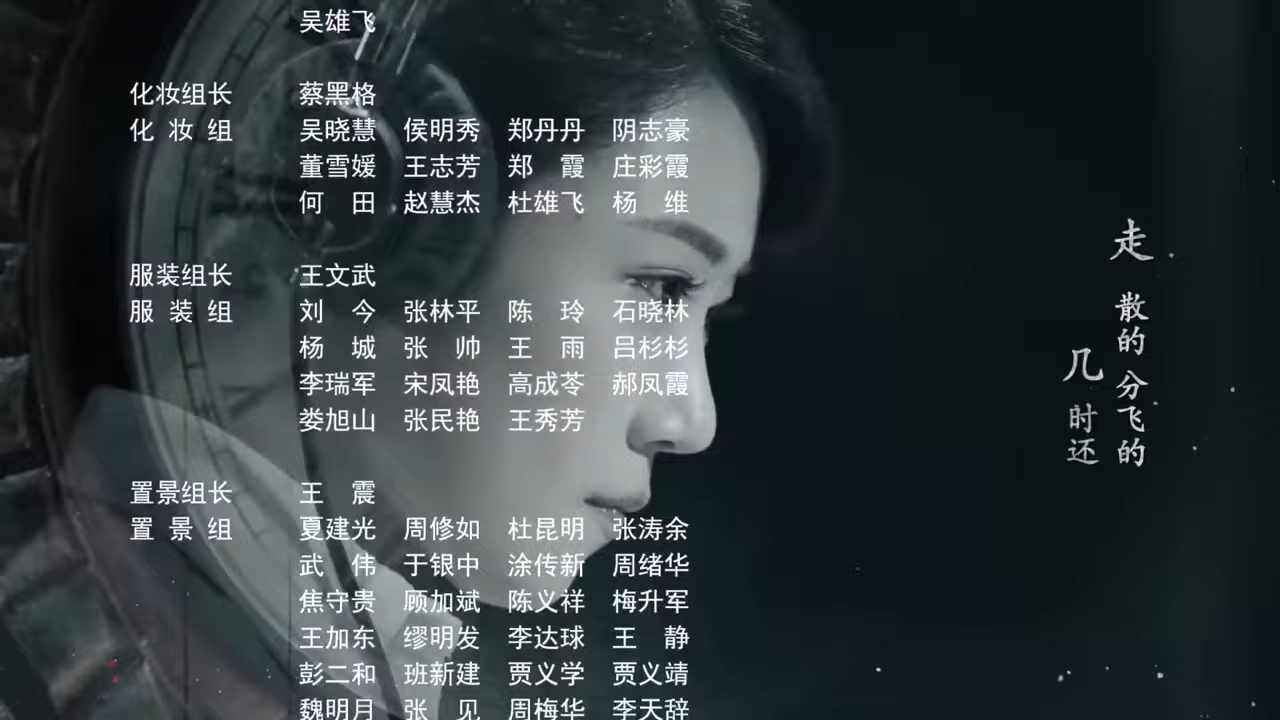 吴雄飞
化妆组长 蔡黑格
化妆组 吴晓慧 侯明秀 郑丹丹 阴志豪
董雪媛 王志芳 郑霞 庄彩霞
何田 赵慧杰 杜雄飞 杨维
服装组长 王文武
服装组 刘今 张林平 陈玲 石晓林
杨城 张帅 王雨 吕杉杉
李瑞军 宋凤艳 高成苓 郝凤霞
娄旭山 张民艳 王秀芳
置景组长 王震
置景组 夏建光 周修如 杜昆明 张涛余
武伟 于银中 涂传新 周绪华
焦守贵 顾加斌 陈义祥 梅升军
王加东 缪明发 李达球 王静
彭二和 班新建 贾义学 贾义靖
魏明月 张见 周梅华 李天辞
走散的分飞的
几时还